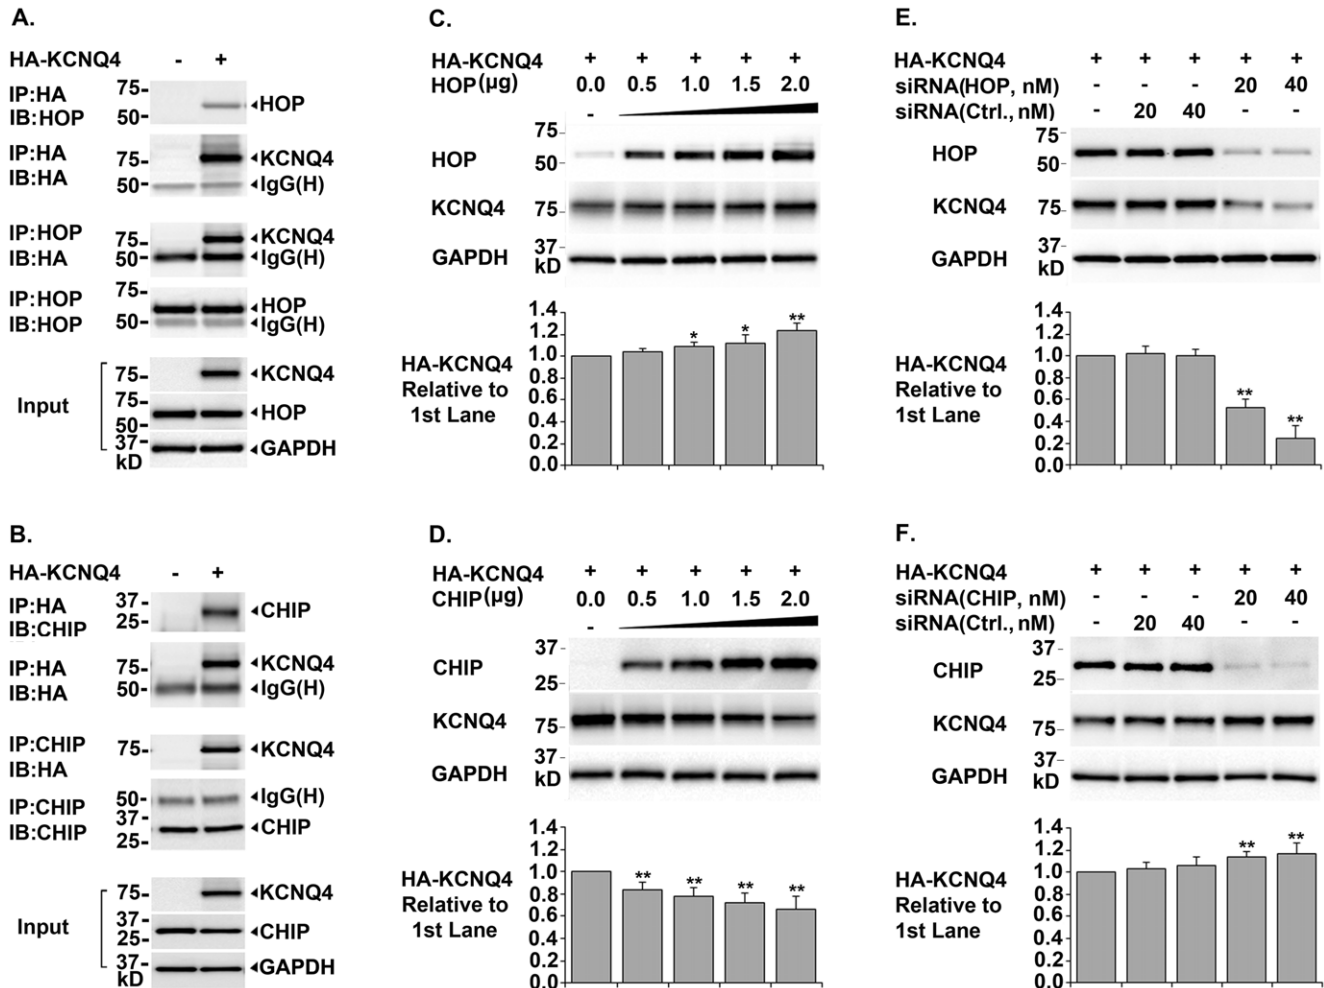 A.
HA-KCNQ4 - +
IP:HA
IB:HOP
75-
50-
HOP
IP:HA
IB:HA
75-
50-
KCNQ4
IgG(H)
IP:HOP
IB:HA
75-
50-
KCNQ4
IgG(H)
IP:HOP
IB:HOP
75-
50-
HOP
IgG(H)
Input
75-
KCNQ4
75-
50-
HOP
37-
kD
GAPDH
B.
HA-KCNQ4 - +
IP:HA
IB:CHIP
37-
25-
CHIP
IP:HA
IB:HA
75-
50-
KCNQ4
IgG(H)
IP:CHIP
IB:HA
75-
KCNQ4
IP:CHIP
IB:CHIP
50-
37-
25-
IgG(H)
CHIP
Input
75-
KCNQ4
37-
25-
CHIP
37-
kD
GAPDH
C.
HA-KCNQ4 + + + + +
HOP(µg) 0.0 0.5 1.0 1.5 2.0
-
HOP
75-
50-
KCNQ4
75-
GAPDH
37-
kD
HA-KCNQ4
Relative to
1st Lane
1.4
1.2
1.0
0.8
0.6
0.4
0.2
0.0
* * **
D.
HA-KCNQ4 + + + + +
CHIP(µg) 0.0 0.5 1.0 1.5 2.0
-
CHIP
37-
25-
KCNQ4
75-
GAPDH
37-
kD
HA-KCNQ4
Relative to
1st Lane
1.4
1.2
1.0
0.8
0.6
0.4
0.2
0.0
** ** ** **
E.
HA-KCNQ4 + + + + +
siRNA(HOP, nM) - - - 20 40
siRNA(Ctrl., nM) - 20 40 - -
HOP
75-
50-
KCNQ4
75-
GAPDH
37-
kD
HA-KCNQ4
Relative to
1st Lane
1.4
1.2
1.0
0.8
0.6
0.4
0.2
0.0
** **
F.
HA-KCNQ4 + + + + +
siRNA(CHIP, nM) - - - 20 40
siRNA(Ctrl., nM) - 20 40 - -
CHIP
37-
25-
KCNQ4
75-
GAPDH
37-
kD
HA-KCNQ4
Relative to
1st Lane
1.4
1.2
1.0
0.8
0.6
0.4
0.2
0.0
** **